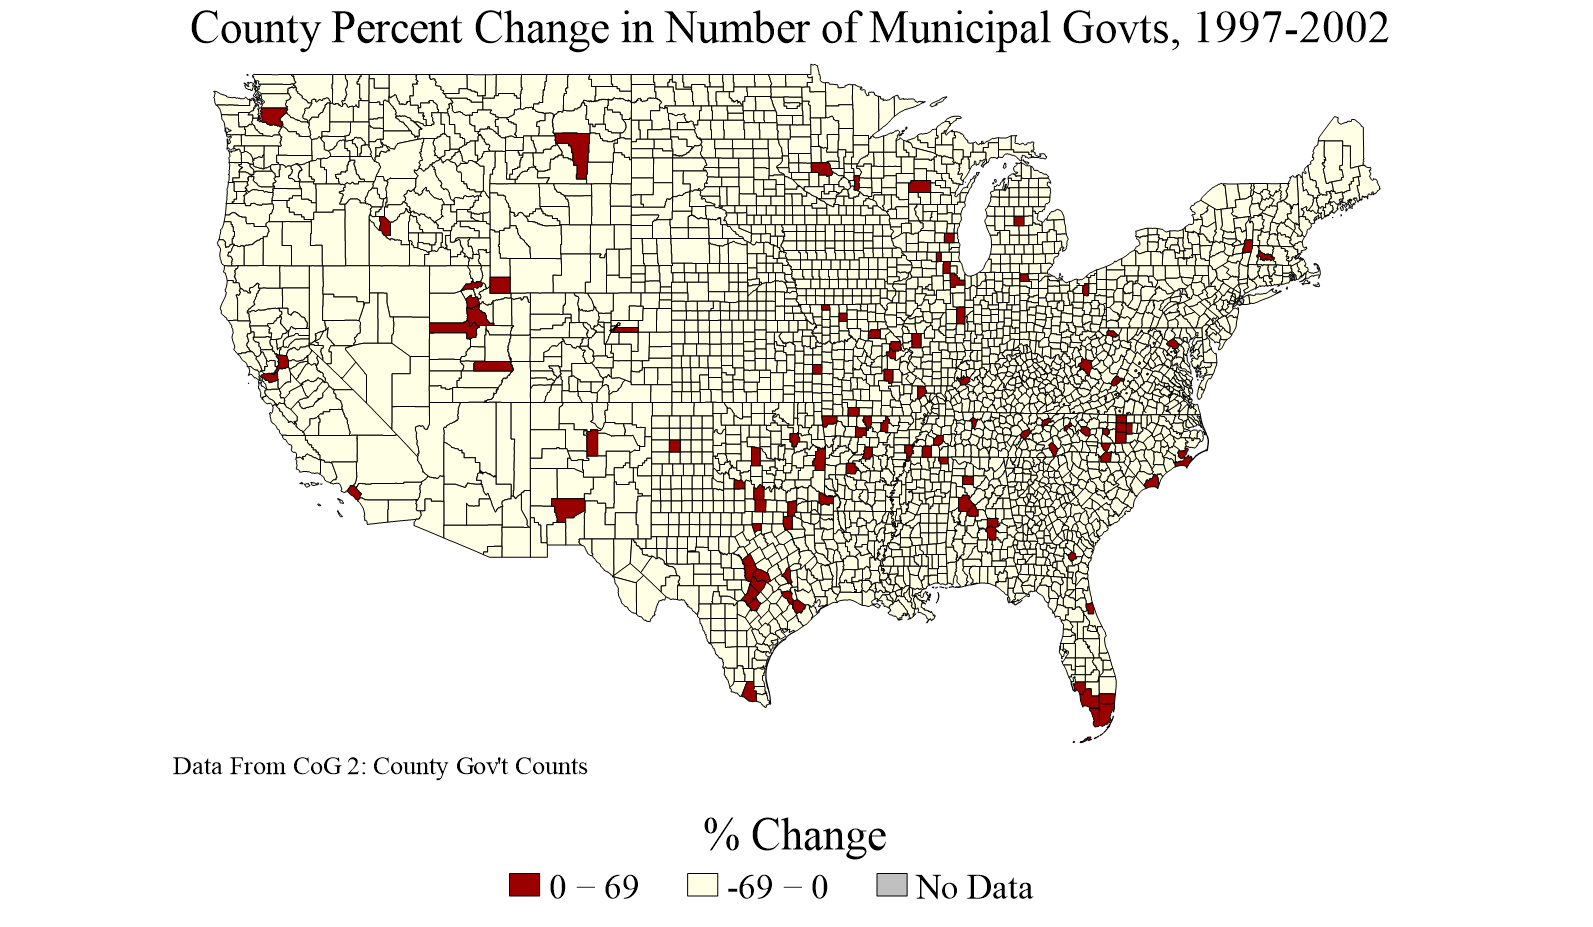 County Percent Change in Number of Municipal Govts, 1997-2002
Data From CoG 2: County Gov't Counts
% Change
0 − 69
-69 − 0
No Data